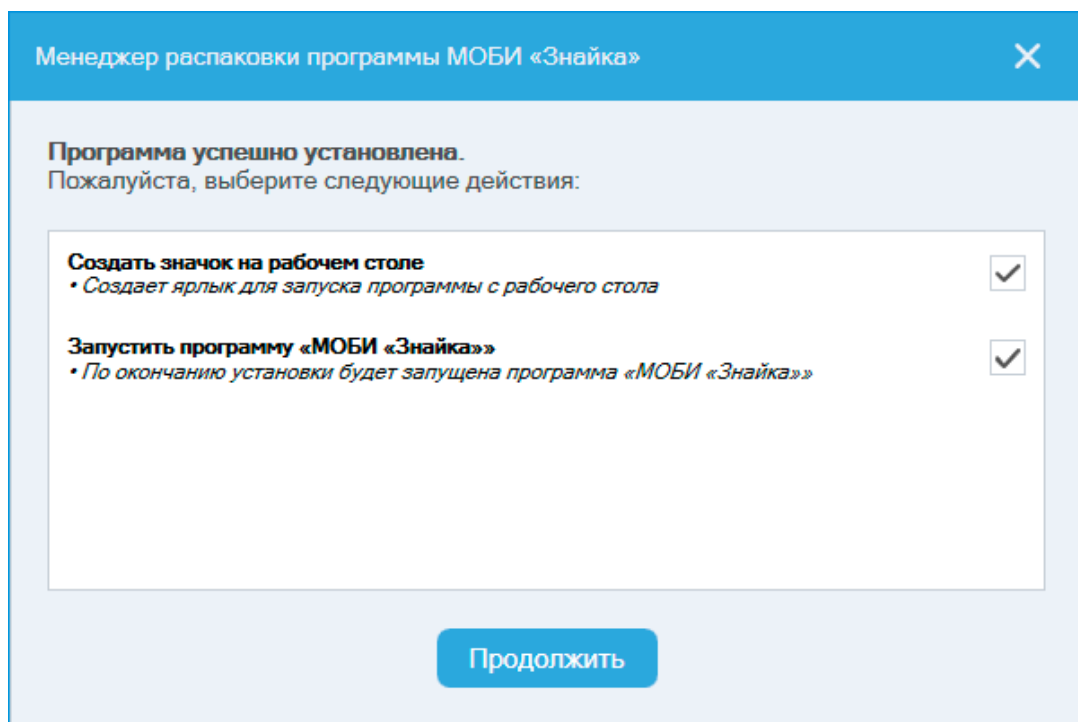 Менеджер распаковки программы МОБИ «Знайка»
Программа успешно установлена.
Пожалуйста, выберите следующие действия:
Создать значок на рабочем столе
• Создает ярлык для запуска программы с рабочего стола
Запустить программу «МОБИ «Знайка»»
• По окончанию установки будет запущена программа «МОБИ «Знайка»»
Продолжить